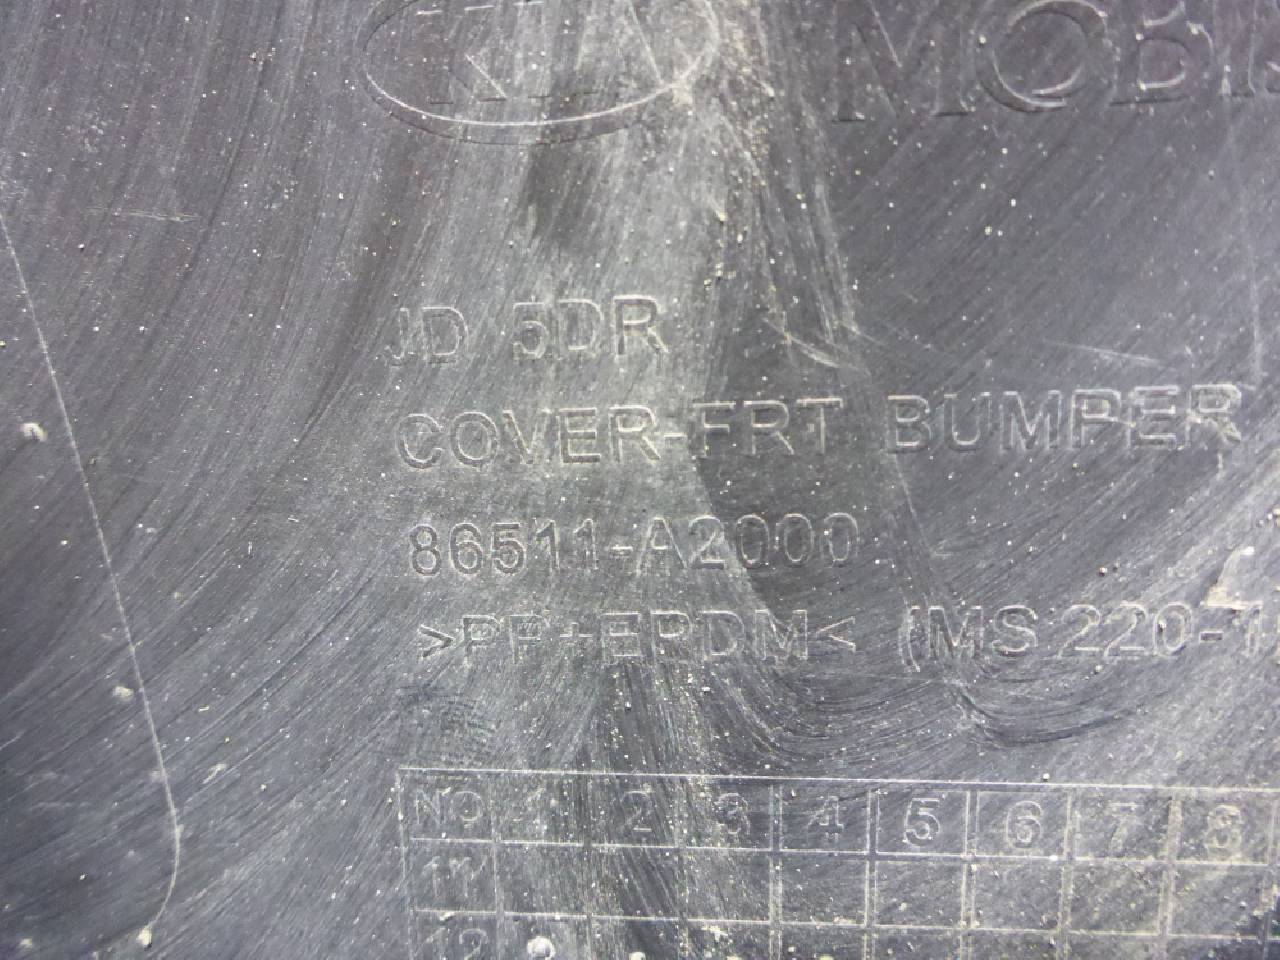 KIA MOBIS
JD 5DR
COVER-FRT BUMPER
86511-A2000
>PP+EPDM< (MS 220-1
NO 1 2 3 4 5 6 7 8
11
12